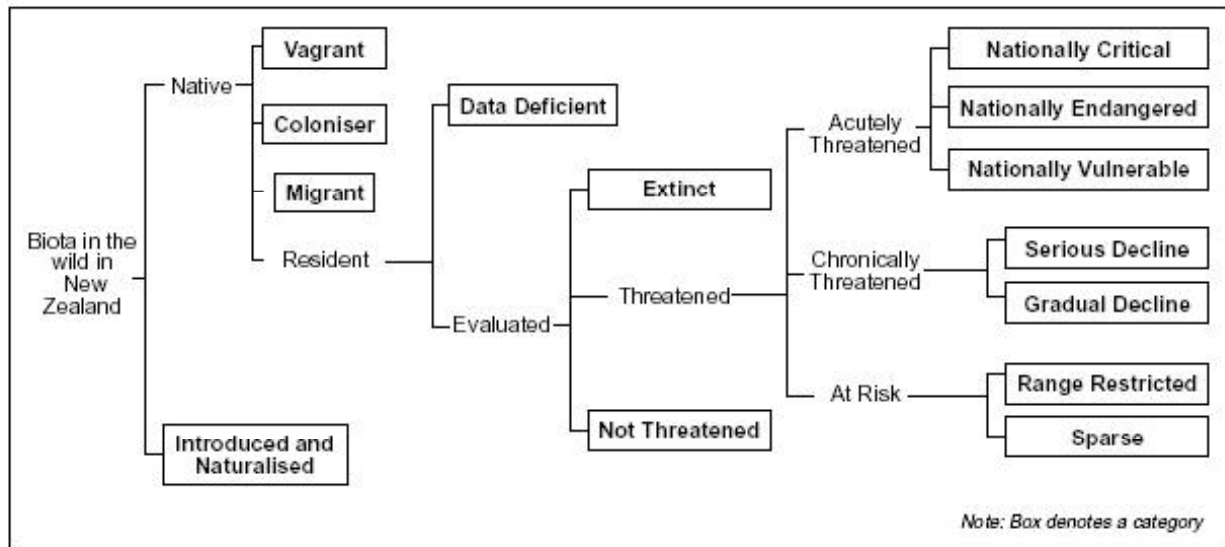 Biota in the
wild in
New
Zealand
Native
Introduced and
Naturalised
Vagrant
Coloniser
Migrant
Resident
Data Deficient
Evaluated
Extinct
Threatened
Not Threatened
Acutely
Threatened
Chronically
Threatened
At Risk
Nationally Critical
Nationally Endangered
Nationally Vulnerable
Serious Decline
Gradual Decline
Range Restricted
Sparse
Note: Box denotes a category